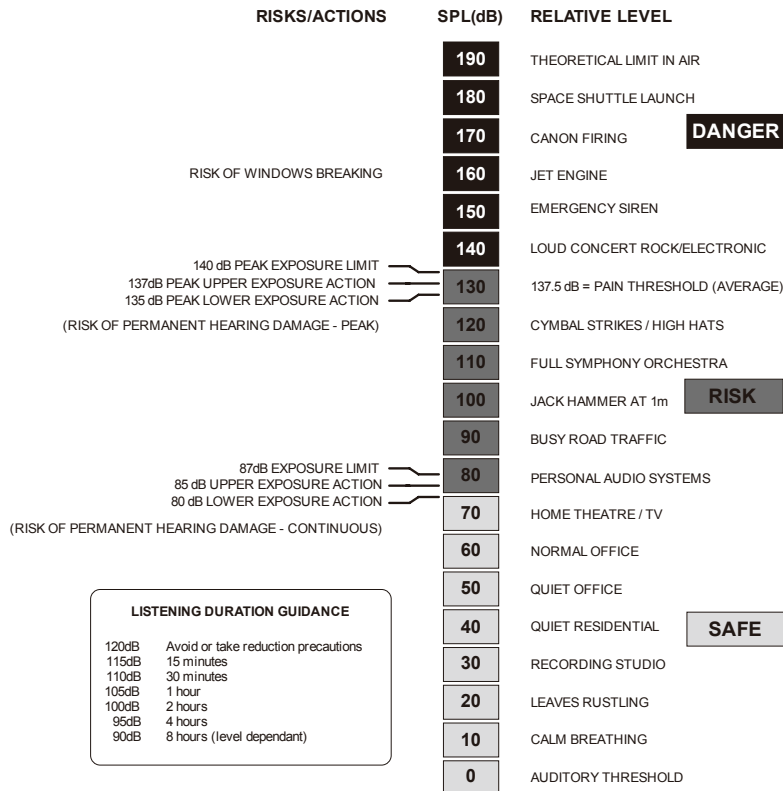 RISKS/ACTIONS SPL(dB) RELATIVE LEVEL
190 THEORETICAL LIMIT IN AIR
180 SPACE SHUTTLE LAUNCH
DANGER
170 CANON FIRING
RISK OF WINDOWS BREAKING 160 JET ENGINE
150 EMERGENCY SIREN
140 LOUD CONCERT ROCK/ELECTRONIC
140 dB PEAK EXPOSURE LIMIT
137dB PEAK UPPER EXPOSURE ACTION 130 137.5 dB = PAIN THRESHOLD (AVERAGE)
135 dB PEAK LOWER EXPOSURE ACTION
(RISK OF PERMANENT HEARING DAMAGE - PEAK) 120 CYMBAL STRIKES / HIGH HATS
110 FULL SYMPHONY ORCHESTRA
100 JACK HAMMER AT 1m RISK
90 BUSY ROAD TRAFFIC
87dB EXPOSURE LIMIT
80 PERSONAL AUDIO SYSTEMS
85 dB UPPER EXPOSURE ACTION
80 dB LOWER EXPOSURE ACTION
70 HOME THEATRE / TV
(RISK OF PERMANENT HEARING DAMAGE - CONTINUOUS)
60 NORMAL OFFICE
50 QUIET OFFICE
40 QUIET RESIDENTIAL SAFE
30 RECORDING STUDIO
20 LEAVES RUSTLING
10 CALM BREATHING
0 AUDITORY THRESHOLD
LISTENING DURATION GUIDANCE
120dB Avoid or take reduction precautions
115dB 15 minutes
110dB 30 minutes
105dB 1 hour
100dB 2 hours
95dB 4 hours
90dB 8 hours (level dependant)